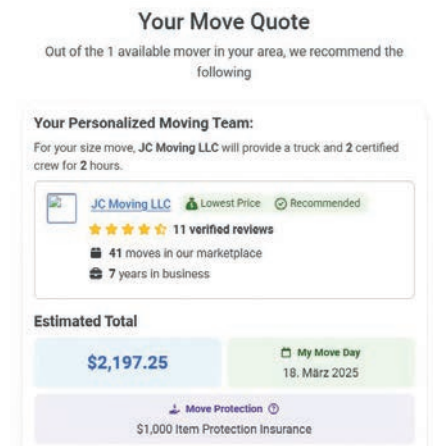 Your Move Quote
Out of the 1 available mover in your area, we recommend the
following
Your Personalized Moving Team:
For your size move, JC Moving LLC will provide a truck and 2 certified
crew for 2 hours.
JC Moving LLC Lowest Price Recommended
11 verified reviews
41 moves in our marketplace
7 years in business
Estimated Total
$2,197.25
My Move Day
18. März 2025
Move Protection
$1,000 Item Protection Insurance